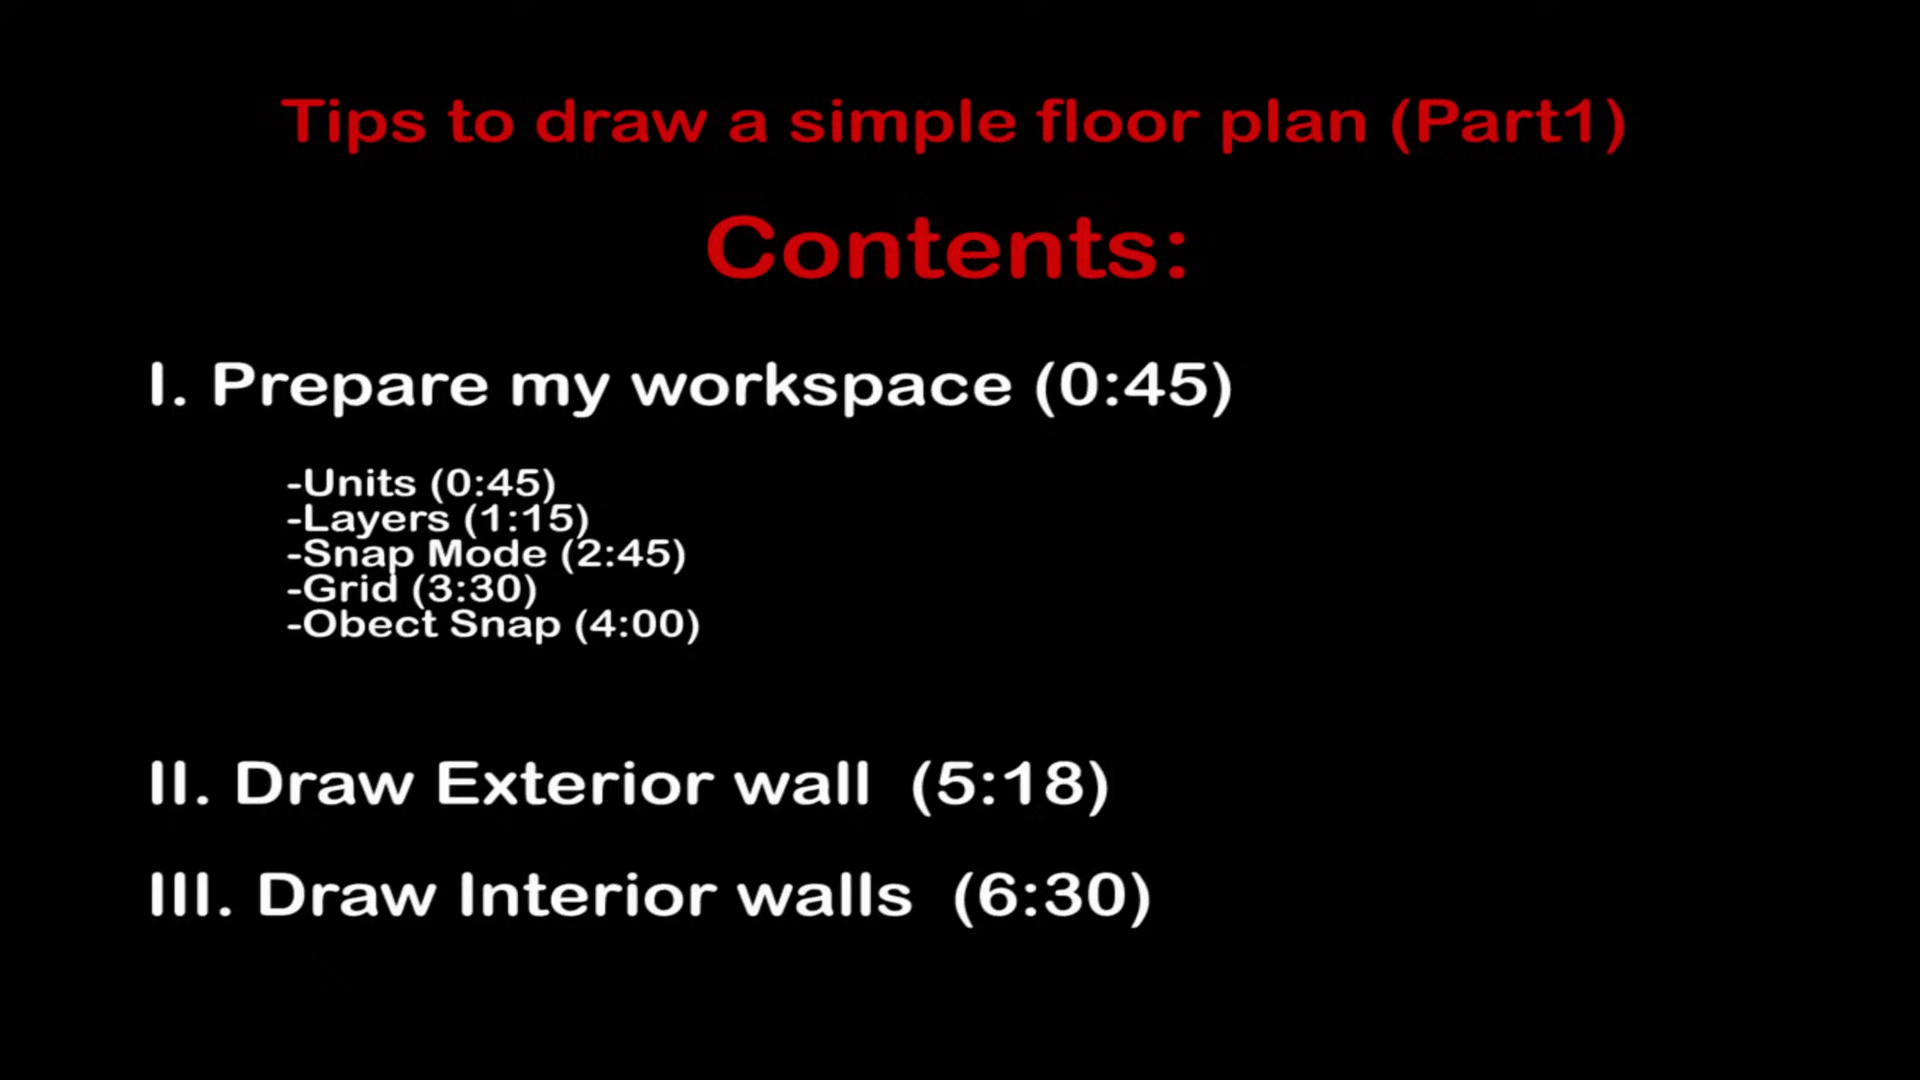 Tips to draw a simple floor plan (Part1)
Contents:
I. Prepare my workspace (0:45)
-Units (0:45)
-Layers (1:15)
-Snap Mode (2:45)
-Grid (3:30)
-Obect Snap (4:00)
II. Draw Exterior wall (5:18)
III. Draw Interior walls (6:30)